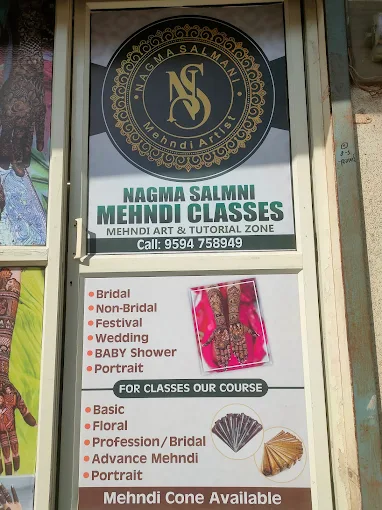 NAGMA SALMANI
NS
Mehndi Artist
NAGMA SALMNI
MEHNDI CLASSES
MEHNDI ART & TUTORIAL ZONE
Call: 9594 758949
Bridal
Non-Bridal
Festival
Wedding
BABY Shower
Portrait
FOR CLASSES OUR COURSE
Basic
Floral
Profession/Bridal
Advance Mehndi
Portrait
Mehndi Cone Available